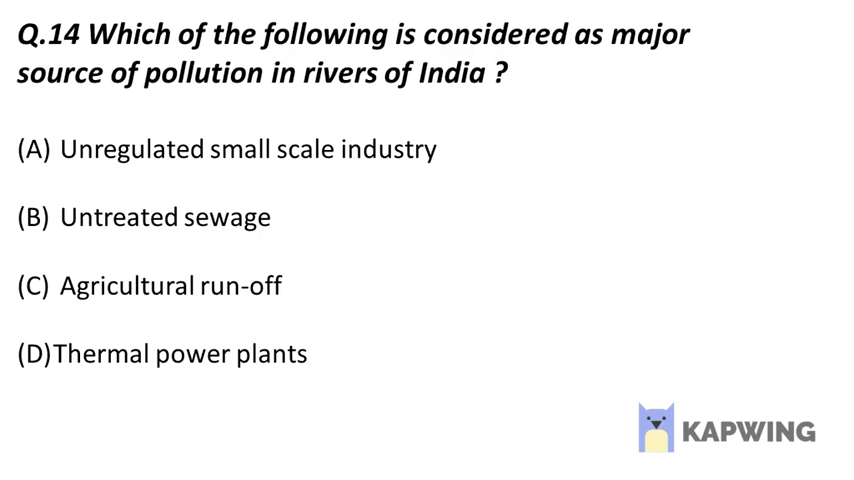 Q.14 Which of the following is considered as major
source of pollution in rivers of India ?
(A) Unregulated small scale industry
(B) Untreated sewage
(C) Agricultural run-off
(D)Thermal power plants
KAPWING